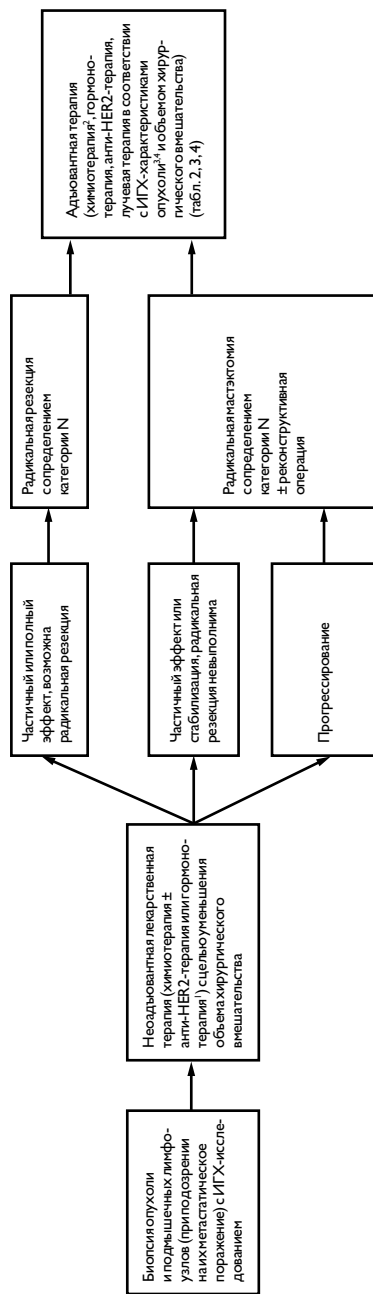 Биопсия опухоли
и подмышечных лимфо-
узлов (при подозрении
на их метастатическое
поражение) с ИГХ-иссле-
дованием
Неоадъювантная лекарственная
терапия (химиотерапия ±
анти-HER2-терапия или гормоно-
терапия¹) с целью уменьшения
объема хирургического
вмешательства
Частичный или полный
эффект, возможна
радикальная резекция
Частичный эффект или
стабилизация, радикальная
резекция невыполнима
Прогрессирование
Радикальная резекция
с определением
категории N
Радикальная мастэктомия
с определением
категории N
± реконструктивная
операция
Адъювантная терапия
(химиотерапия², гормоно-
терапия, анти-HER2-терапия,
лучевая терапия в соответствии
с ИГХ-характеристиками
опухоли³,⁴ и объемом хирур-
гического вмешательства)
(табл. 2, 3, 4)